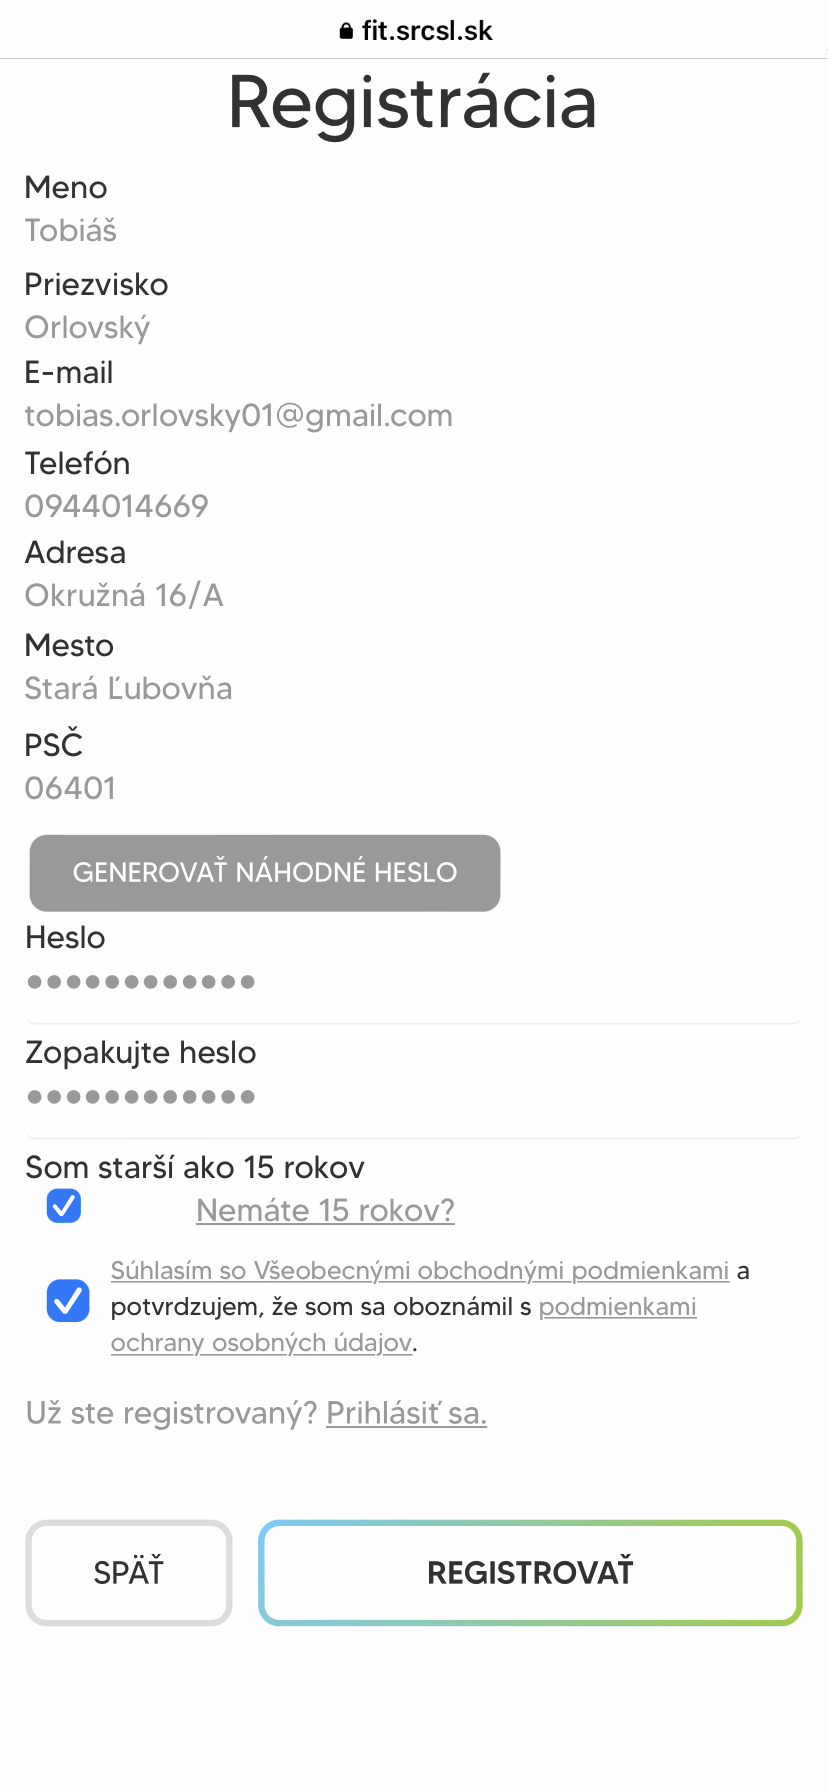 fit.srcsl.sk
Registrácia
Meno
Tobiáš
Priezvisko
Orlovský
E-mail
tobias.orlovsky01@gmail.com
Telefón
0944014669
Adresa
Okružná 16/A
Mesto
Stará Ľubovňa
PSČ
06401
GENEROVAŤ NÁHODNÉ HESLO
Heslo
••••••••••••
Zopakujte heslo
••••••••••••
Som starší ako 15 rokov
Nemáte 15 rokov?
Súhlasím so Všeobecnými obchodnými podmienkami a
potvrdzujem, že som sa oboznámil s podmienkami
ochrany osobných údajov.
Už ste registrovaný? Prihlásiť sa.
SPÄŤ
REGISTROVAŤ